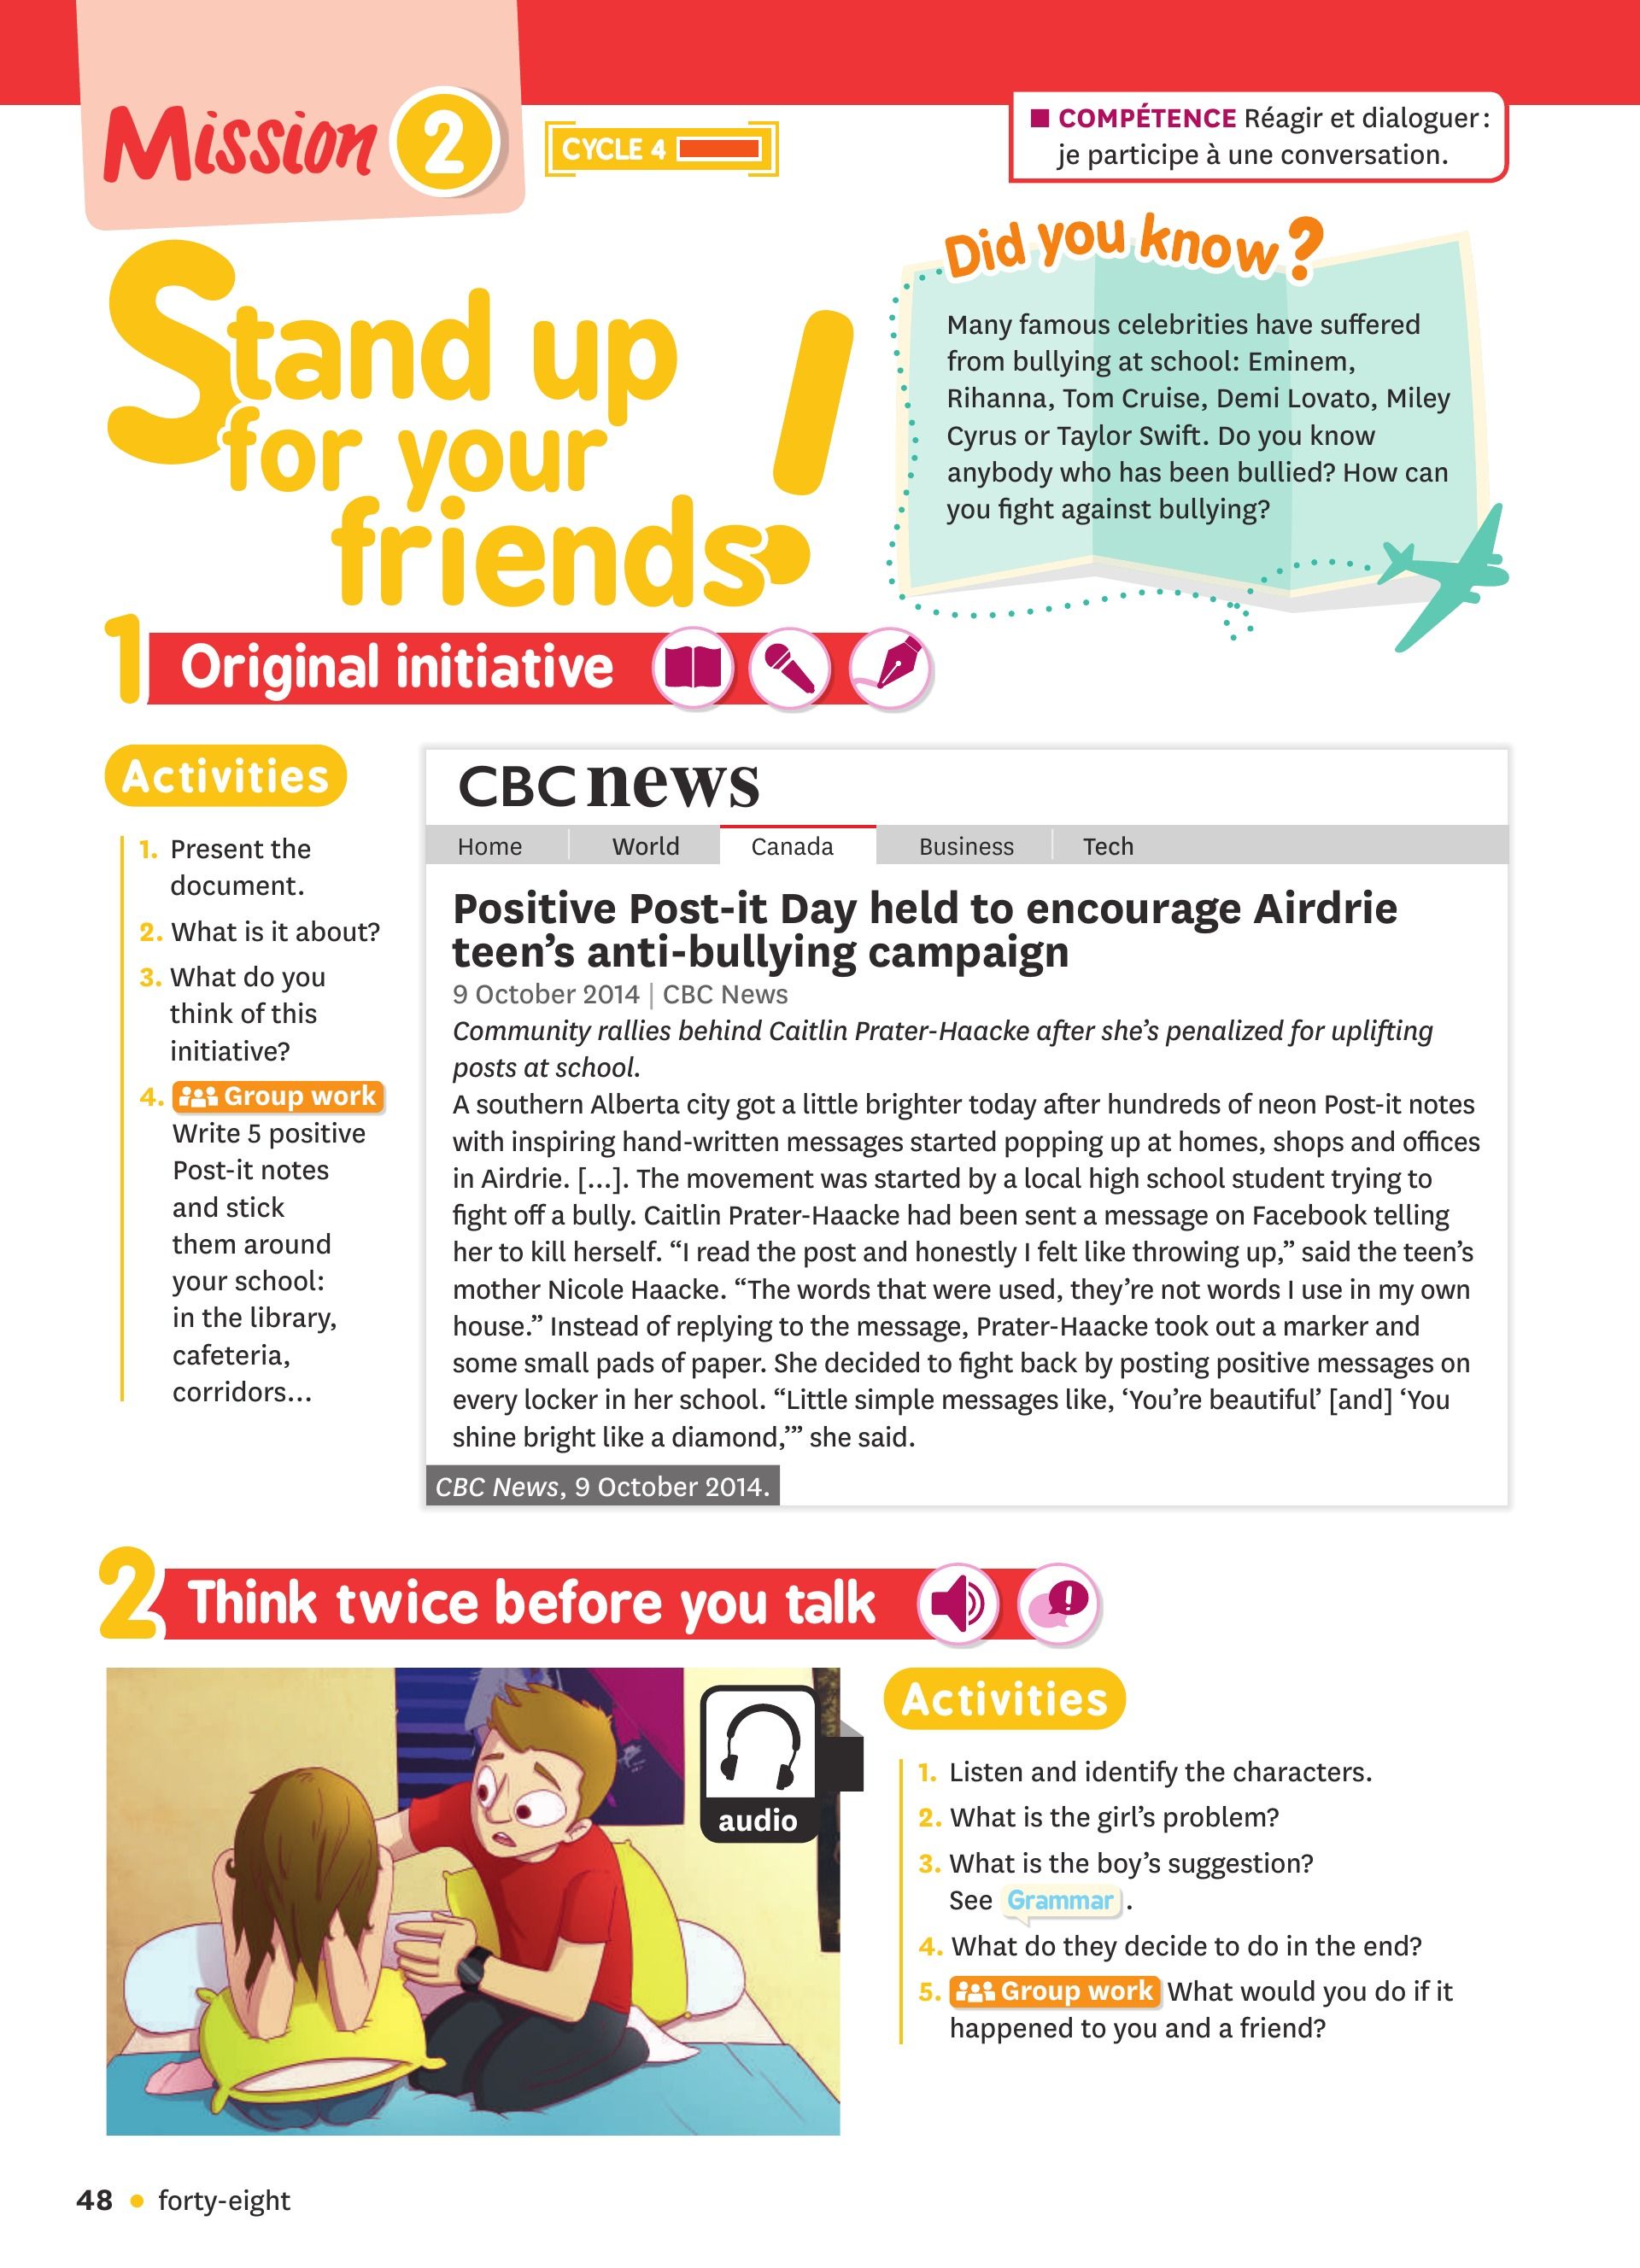 Mission 2
CYCLE 4
■ COMPÉTENCE Réagir et dialoguer :
je participe à une conversation.
Stand up
for your
friends!
Did you know?
Many famous celebrities have suffered
from bullying at school: Eminem,
Rihanna, Tom Cruise, Demi Lovato, Miley
Cyrus or Taylor Swift. Do you know
anybody who has been bullied? How can
you fight against bullying?
1 Original initiative
Activities
1. Present the
document.
2. What is it about?
3. What do you
think of this
initiative?
4. Group work
Write 5 positive
Post-it notes
and stick
them around
your school:
in the library,
cafeteria,
corridors…
CBC news
Home World Canada Business Tech
Positive Post-it Day held to encourage Airdrie
teen's anti-bullying campaign
9 October 2014 | CBC News
Community rallies behind Caitlin Prater-Haacke after she's penalized for uplifting
posts at school.
A southern Alberta city got a little brighter today after hundreds of neon Post-it notes
with inspiring hand-written messages started popping up at homes, shops and offices
in Airdrie. […]. The movement was started by a local high school student trying to
fight off a bully. Caitlin Prater-Haacke had been sent a message on Facebook telling
her to kill herself. “I read the post and honestly I felt like throwing up,” said the teen's
mother Nicole Haacke. “The words that were used, they're not words I use in my own
house.” Instead of replying to the message, Prater-Haacke took out a marker and
some small pads of paper. She decided to fight back by posting positive messages on
every locker in her school. “Little simple messages like, ‘You're beautiful’ [and] ‘You
shine bright like a diamond,’” she said.
CBC News, 9 October 2014.
2 Think twice before you talk
audio
Activities
1. Listen and identify the characters.
2. What is the girl's problem?
3. What is the boy's suggestion?
See Grammar .
4. What do they decide to do in the end?
5. Group work What would you do if it
happened to you and a friend?
48 • forty-eight